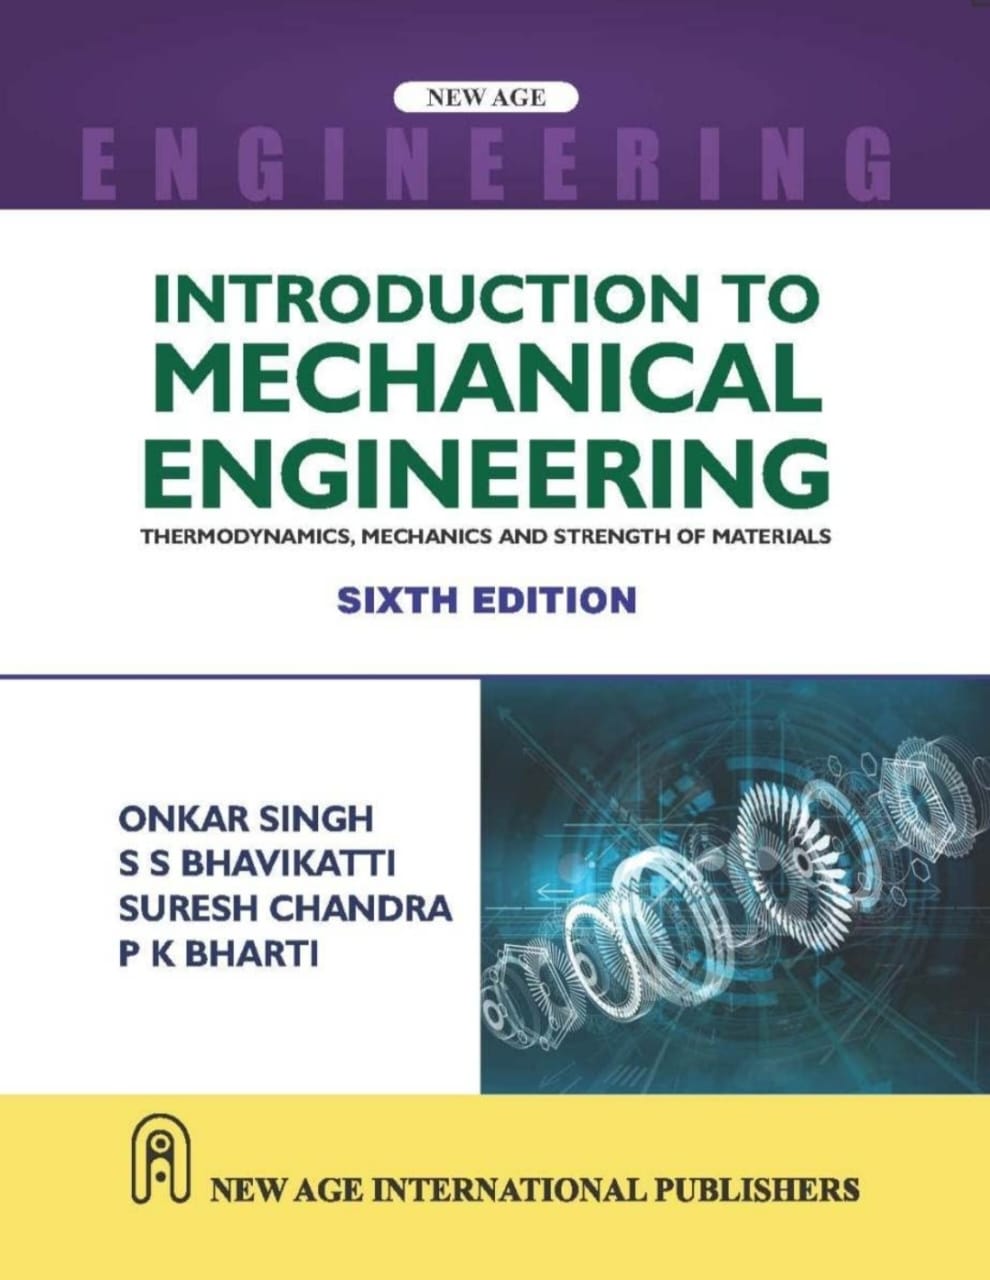 NEW AGE
ENGINEERING
INTRODUCTION TO
MECHANICAL
ENGINEERING
THERMODYNAMICS, MECHANICS AND STRENGTH OF MATERIALS
SIXTH EDITION
ONKAR SINGH
S S BHAVIKATTI
SURESH CHANDRA
P K BHARTI
NEW AGE INTERNATIONAL PUBLISHERS